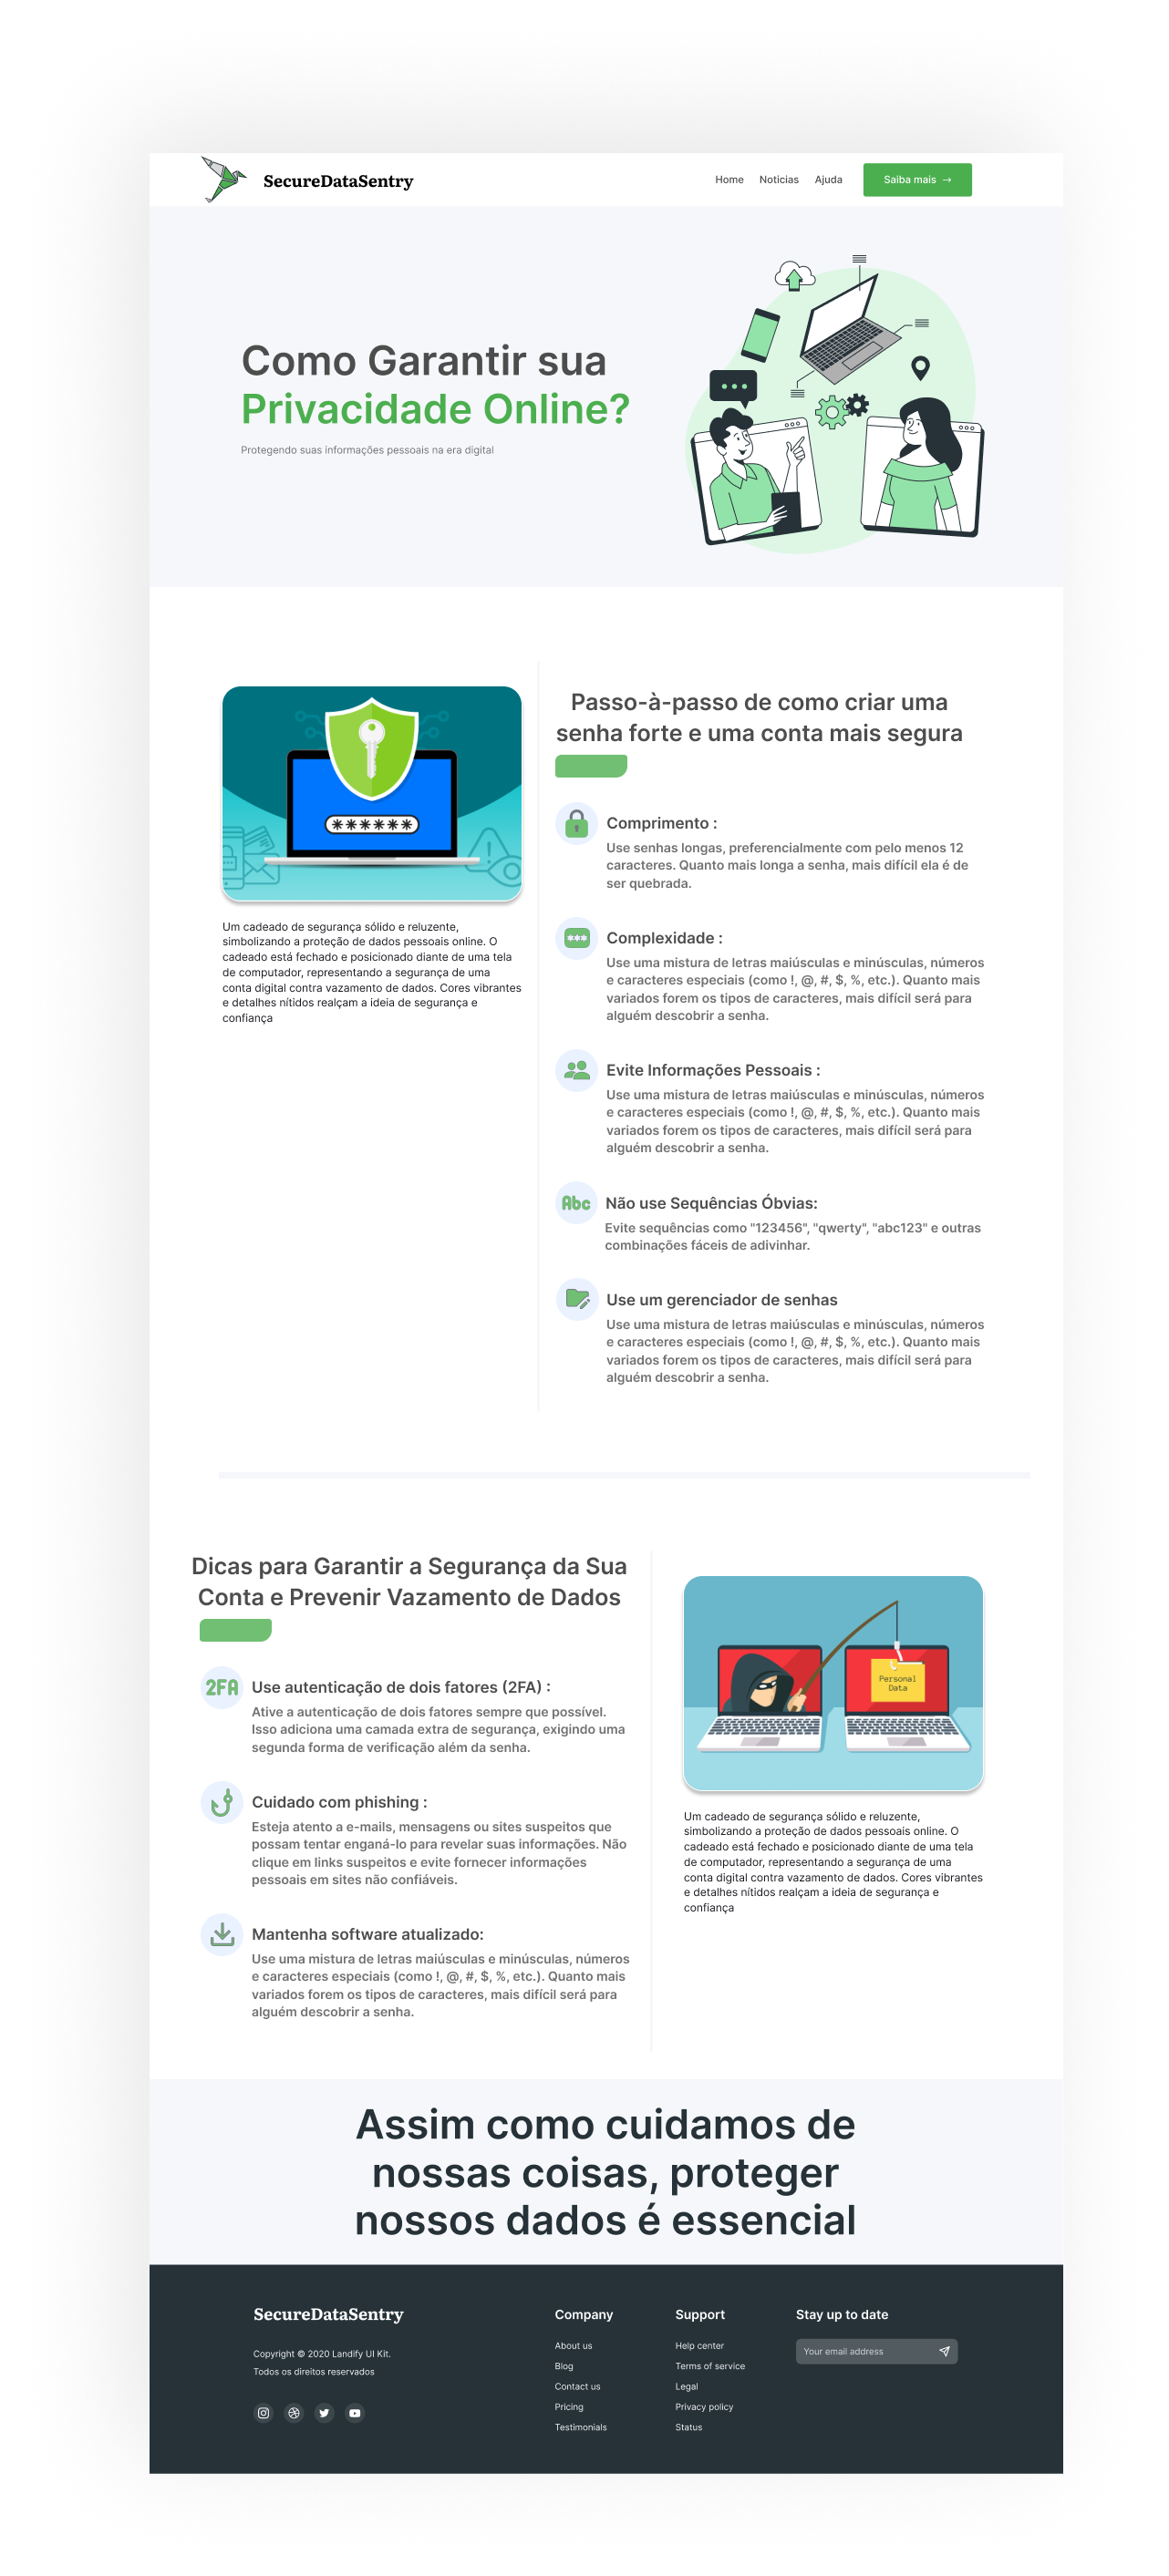 SecureDataSentry
Home Noticias Ajuda Saiba mais →
Como Garantir sua
Privacidade Online?
Protegendo suas informações pessoais na era digital
✱✱✱✱✱✱
Um cadeado de segurança sólido e reluzente,
simbolizando a proteção de dados pessoais online. O
cadeado está fechado e posicionado diante de uma tela
de computador, representando a segurança de uma
conta digital contra vazamento de dados. Cores vibrantes
e detalhes nítidos realçam a ideia de segurança e
confiança
Passo-à-passo de como criar uma
senha forte e uma conta mais segura
Comprimento :
Use senhas longas, preferencialmente com pelo menos 12
caracteres. Quanto mais longa a senha, mais difícil ela é de
ser quebrada.
***
Complexidade :
Use uma mistura de letras maiúsculas e minúsculas, números
e caracteres especiais (como !, @, #, $, %, etc.). Quanto mais
variados forem os tipos de caracteres, mais difícil será para
alguém descobrir a senha.
Evite Informações Pessoais :
Use uma mistura de letras maiúsculas e minúsculas, números
e caracteres especiais (como !, @, #, $, %, etc.). Quanto mais
variados forem os tipos de caracteres, mais difícil será para
alguém descobrir a senha.
Abc
Não use Sequências Óbvias:
Evite sequências como "123456", "qwerty", "abc123" e outras
combinações fáceis de adivinhar.
Use um gerenciador de senhas
Use uma mistura de letras maiúsculas e minúsculas, números
e caracteres especiais (como !, @, #, $, %, etc.). Quanto mais
variados forem os tipos de caracteres, mais difícil será para
alguém descobrir a senha.
Dicas para Garantir a Segurança da Sua
Conta e Prevenir Vazamento de Dados
2FA
Use autenticação de dois fatores (2FA) :
Ative a autenticação de dois fatores sempre que possível.
Isso adiciona uma camada extra de segurança, exigindo uma
segunda forma de verificação além da senha.
Cuidado com phishing :
Esteja atento a e-mails, mensagens ou sites suspeitos que
possam tentar enganá-lo para revelar suas informações. Não
clique em links suspeitos e evite fornecer informações
pessoais em sites não confiáveis.
Mantenha software atualizado:
Use uma mistura de letras maiúsculas e minúsculas, números
e caracteres especiais (como !, @, #, $, %, etc.). Quanto mais
variados forem os tipos de caracteres, mais difícil será para
alguém descobrir a senha.
Personal
Data
Um cadeado de segurança sólido e reluzente,
simbolizando a proteção de dados pessoais online. O
cadeado está fechado e posicionado diante de uma tela
de computador, representando a segurança de uma
conta digital contra vazamento de dados. Cores vibrantes
e detalhes nítidos realçam a ideia de segurança e
confiança
Assim como cuidamos de
nossas coisas, proteger
nossos dados é essencial
SecureDataSentry
Copyright © 2020 Landify UI Kit.
Todos os direitos reservados
Company
About us
Blog
Contact us
Pricing
Testimonials
Support
Help center
Terms of service
Legal
Privacy policy
Status
Stay up to date
Your email address